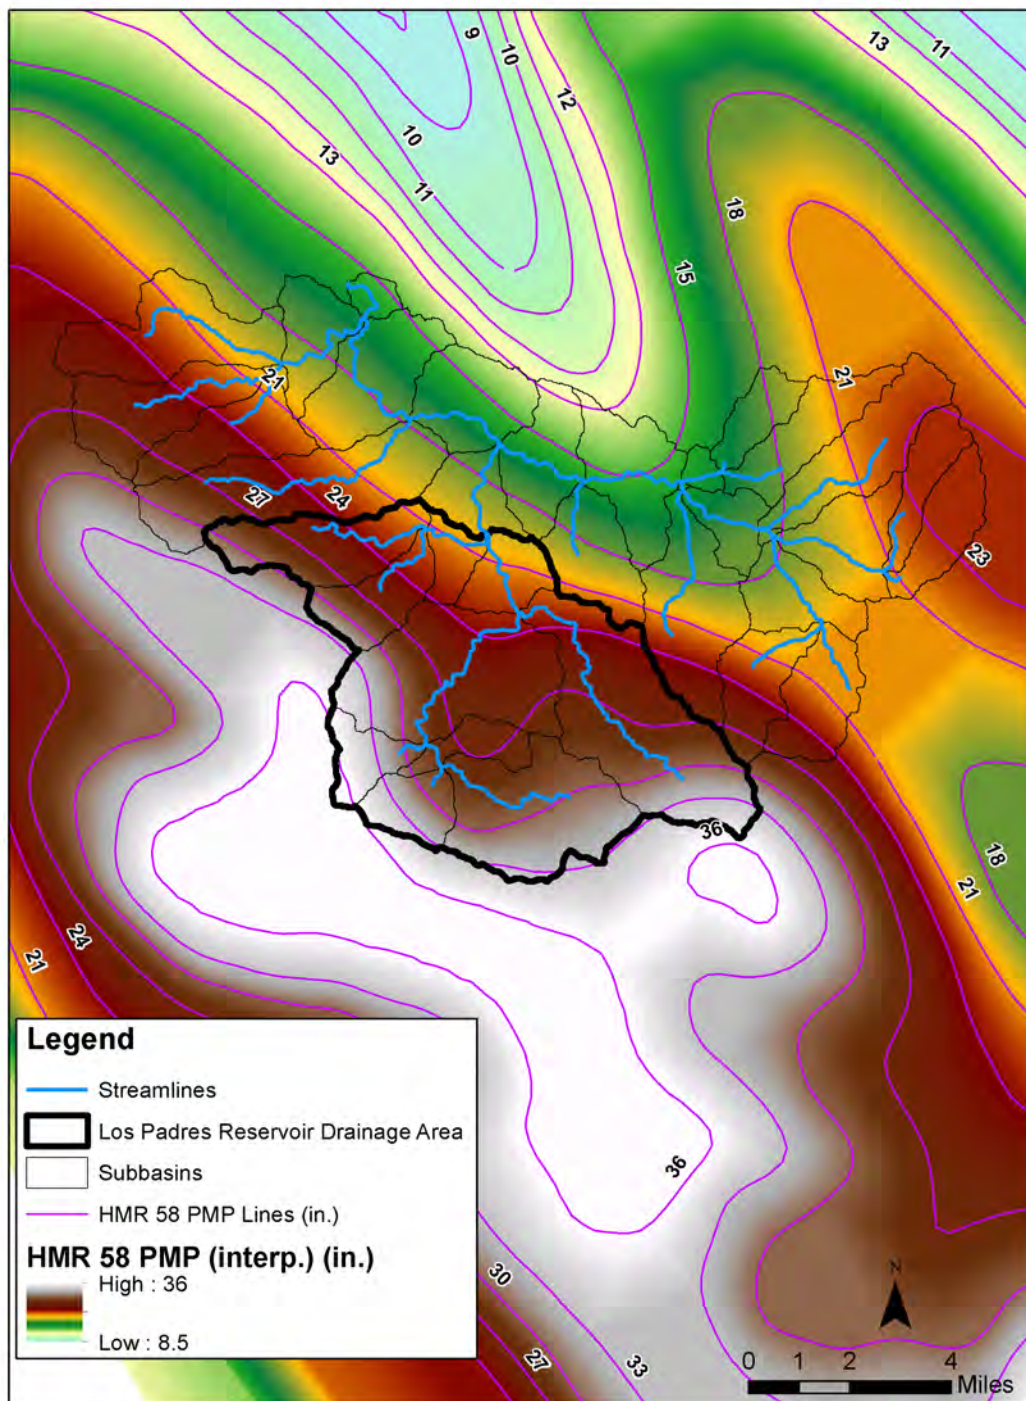 9
10
11
13
10
12
13
10
11
18
15
21
21
24
27
23
36
18
21
24
21
36
30
27
33
Legend
Streamlines
Los Padres Reservoir Drainage Area
Subbasins
HMR 58 PMP Lines (in.)
HMR 58 PMP (interp.) (in.)
High : 36
Low : 8.5
N
0 1 2 4
Miles